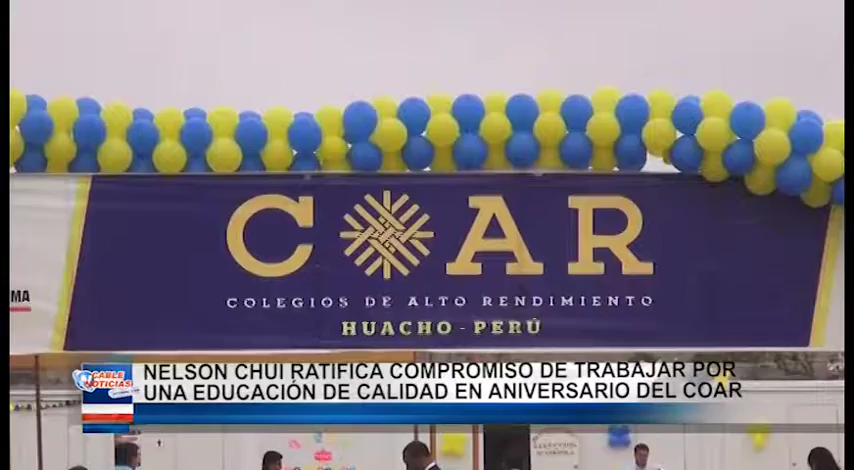 COAR
COLEGIOS DE ALTO RENDIMIENTO
HUACHO - PERÚ
MA
CABLE
NOTICIAS
NELSON CHUI RATIFICA COMPROMISO DE TRABAJAR POR
UNA EDUCACIÓN DE CALIDAD EN ANIVERSARIO DEL COAR